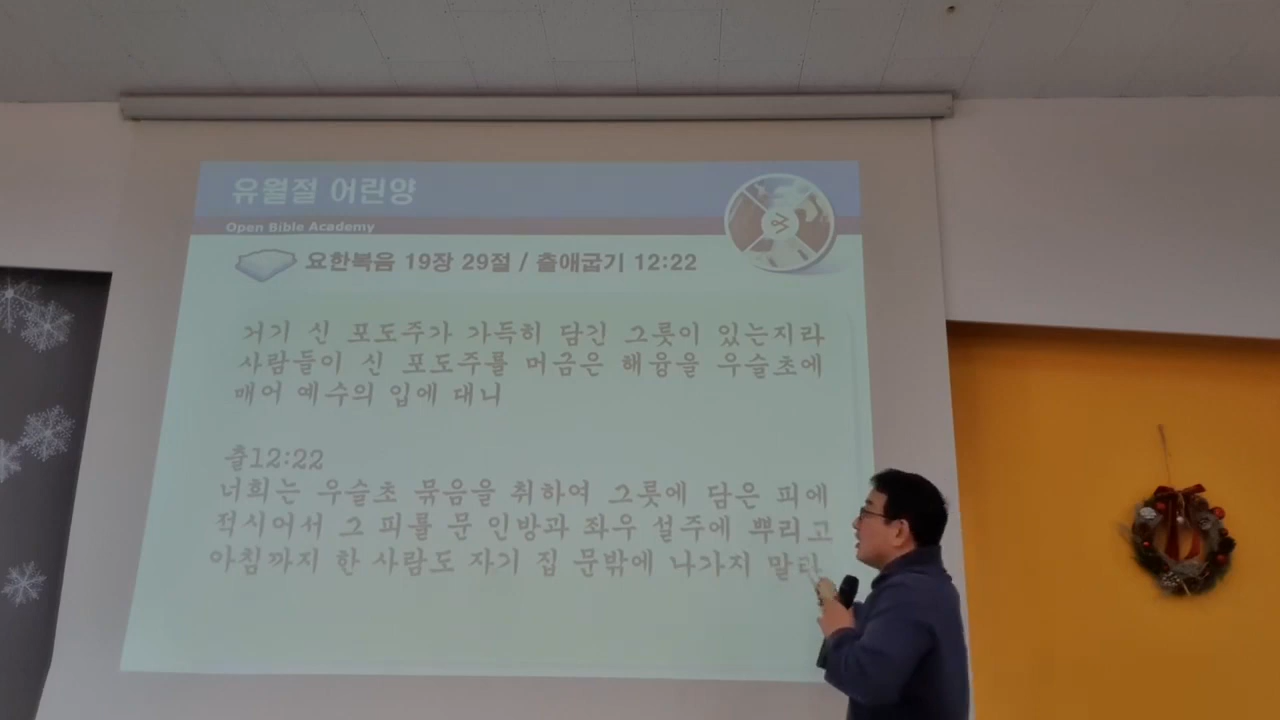 유월절 어린양
Open Bible Academy
요한복음 19장 29절 / 출애굽기 12:22
거기 신 포도주가 가득히 담긴 그릇이 있는지라
사람들이 신 포도주를 머금은 해융을 우슬초에
매어 예수의 입에 대니
출12:22
너희는 우슬초 묶음을 취하여 그릇에 담은 피에
적시어서 그 피를 문 인방과 좌우 설주에 뿌리고
아침까지 한 사람도 자기 집 문밖에 나가지 말라